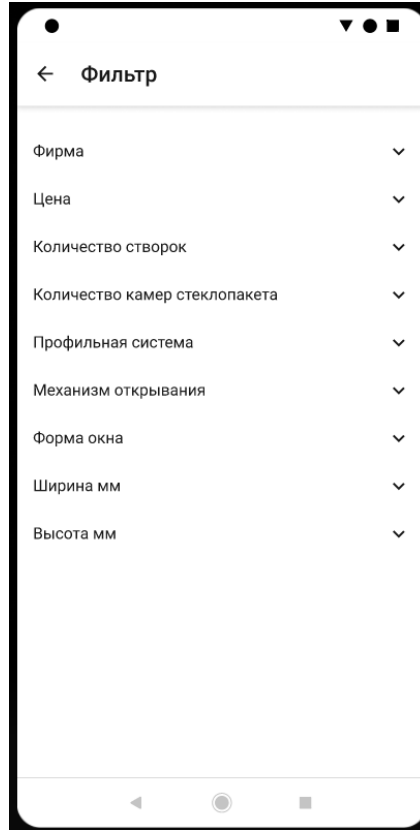 Фильтр
Фирма
Цена
Количество створок
Количество камер стеклопакета
Профильная система
Механизм открывания
Форма окна
Ширина мм
Высота мм